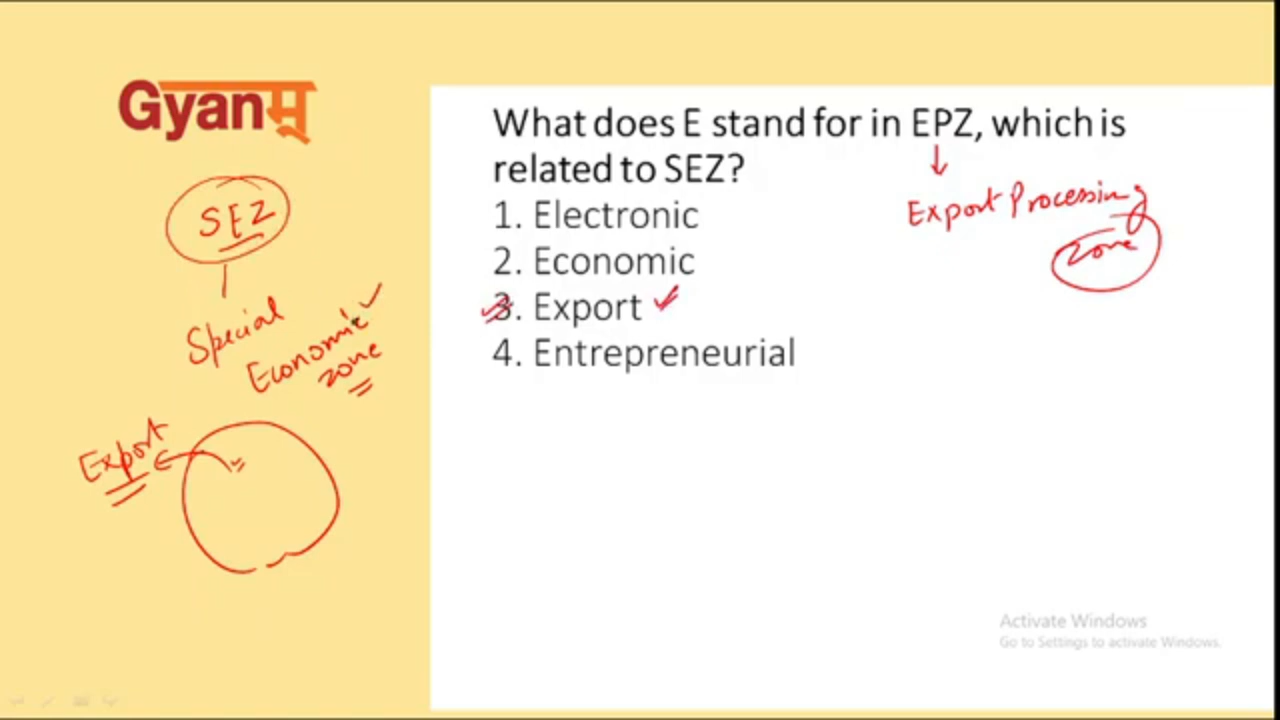 Gyanम्
What does E stand for in EPZ, which is
related to SEZ?
1. Electronic
2. Economic
3. Export
4. Entrepreneurial
Export Processing
Zone
SEZ
Special
Economic
Zone
Export
Activate Windows
Go to Settings to activate Windows.